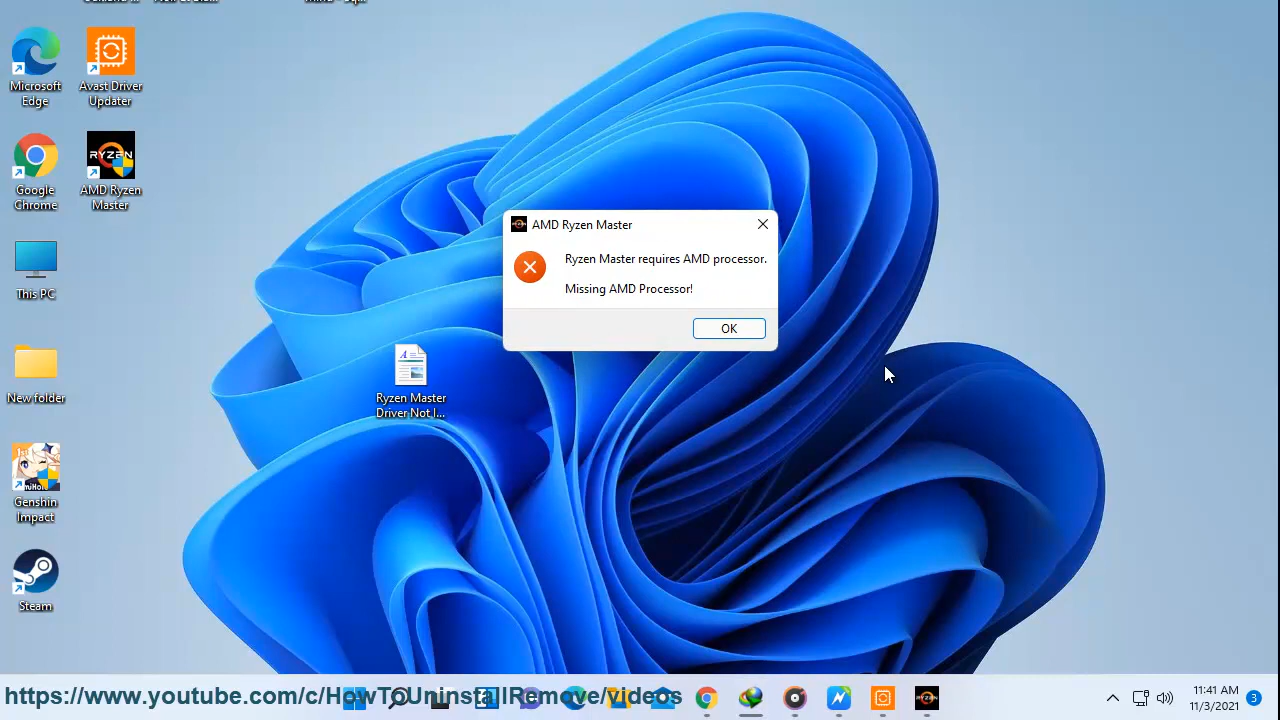 Microsoft
Edge
Avast Driver
Updater
Google
Chrome
RYZEN
AMD Ryzen
Master
This PC
New folder
Genshin
Impact
Steam
Ryzen Master
Driver Not I...
AMD Ryzen Master
Ryzen Master requires AMD processor.
Missing AMD Processor!
OK
https://www.youtube.com/c/HowToUninstallRemove/videos
RYZEN
11:41 AM
11/3/2021
3